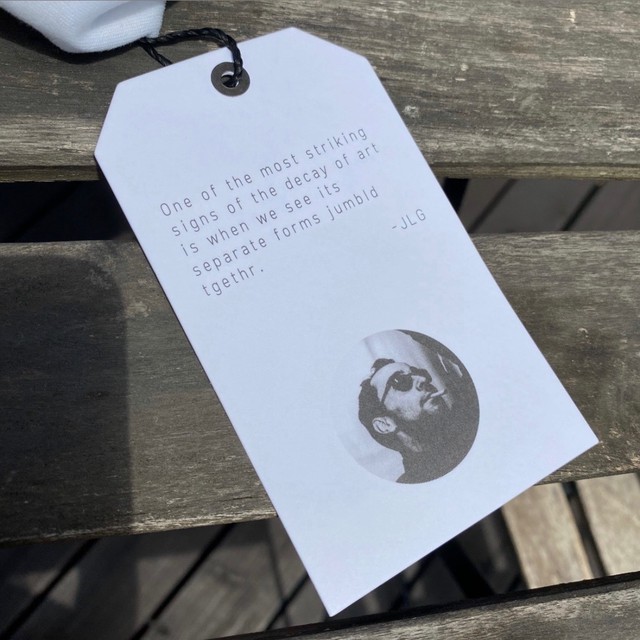 One of the most striking
signs of the decay of art
is when we see its
separate forms jumbld
tgethr.
-JLG